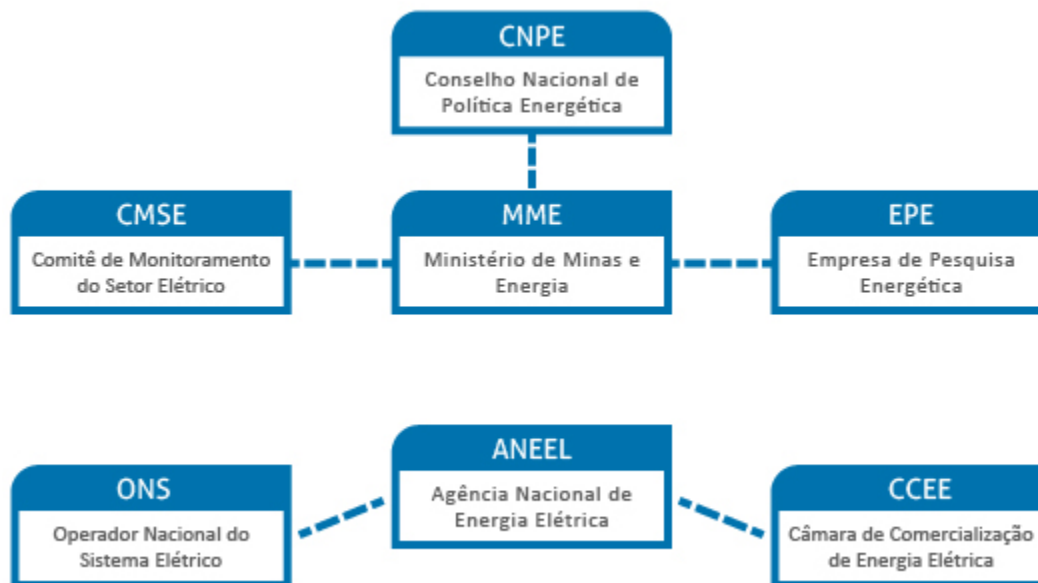 CNPE
Conselho Nacional de
Política Energética
CMSE
Comitê de Monitoramento
do Setor Elétrico
MME
Ministério de Minas e
Energia
EPE
Empresa de Pesquisa
Energética
ONS
Operador Nacional do
Sistema Elétrico
ANEEL
Agência Nacional de
Energia Elétrica
CCEE
Câmara de Comercialização
de Energia Elétrica